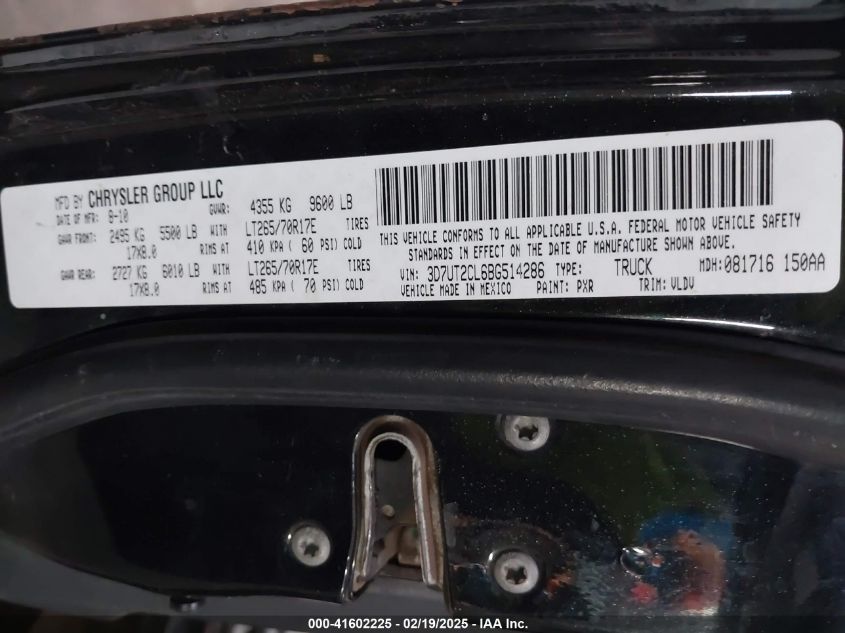 MFD BY CHRYSLER GROUP LLC
DATE OF MFR: 8-10 GVWR: 4355 KG 9600 LB
GAWR FRONT: 2495 KG 5500 LB WITH LT265/70R17E TIRES
17X8.0 RIMS AT 410 KPA ( 60 PSI) COLD
GAWR REAR: 2727 KG 6010 LB WITH LT265/70R17E TIRES
17X8.0 RIMS AT 485 KPA ( 70 PSI) COLD
THIS VEHICLE CONFORMS TO ALL APPLICABLE U.S.A. FEDERAL MOTOR VEHICLE SAFETY
STANDARDS IN EFFECT ON THE DATE OF MANUFACTURE SHOWN ABOVE.
VIN: 3D7UT2CL6BG514286 TYPE: TRUCK MDH: 081716 150AA
VEHICLE MADE IN MEXICO PAINT: PXR TRIM: VLDV
000-41602225 - 02/19/2025 - IAA Inc.